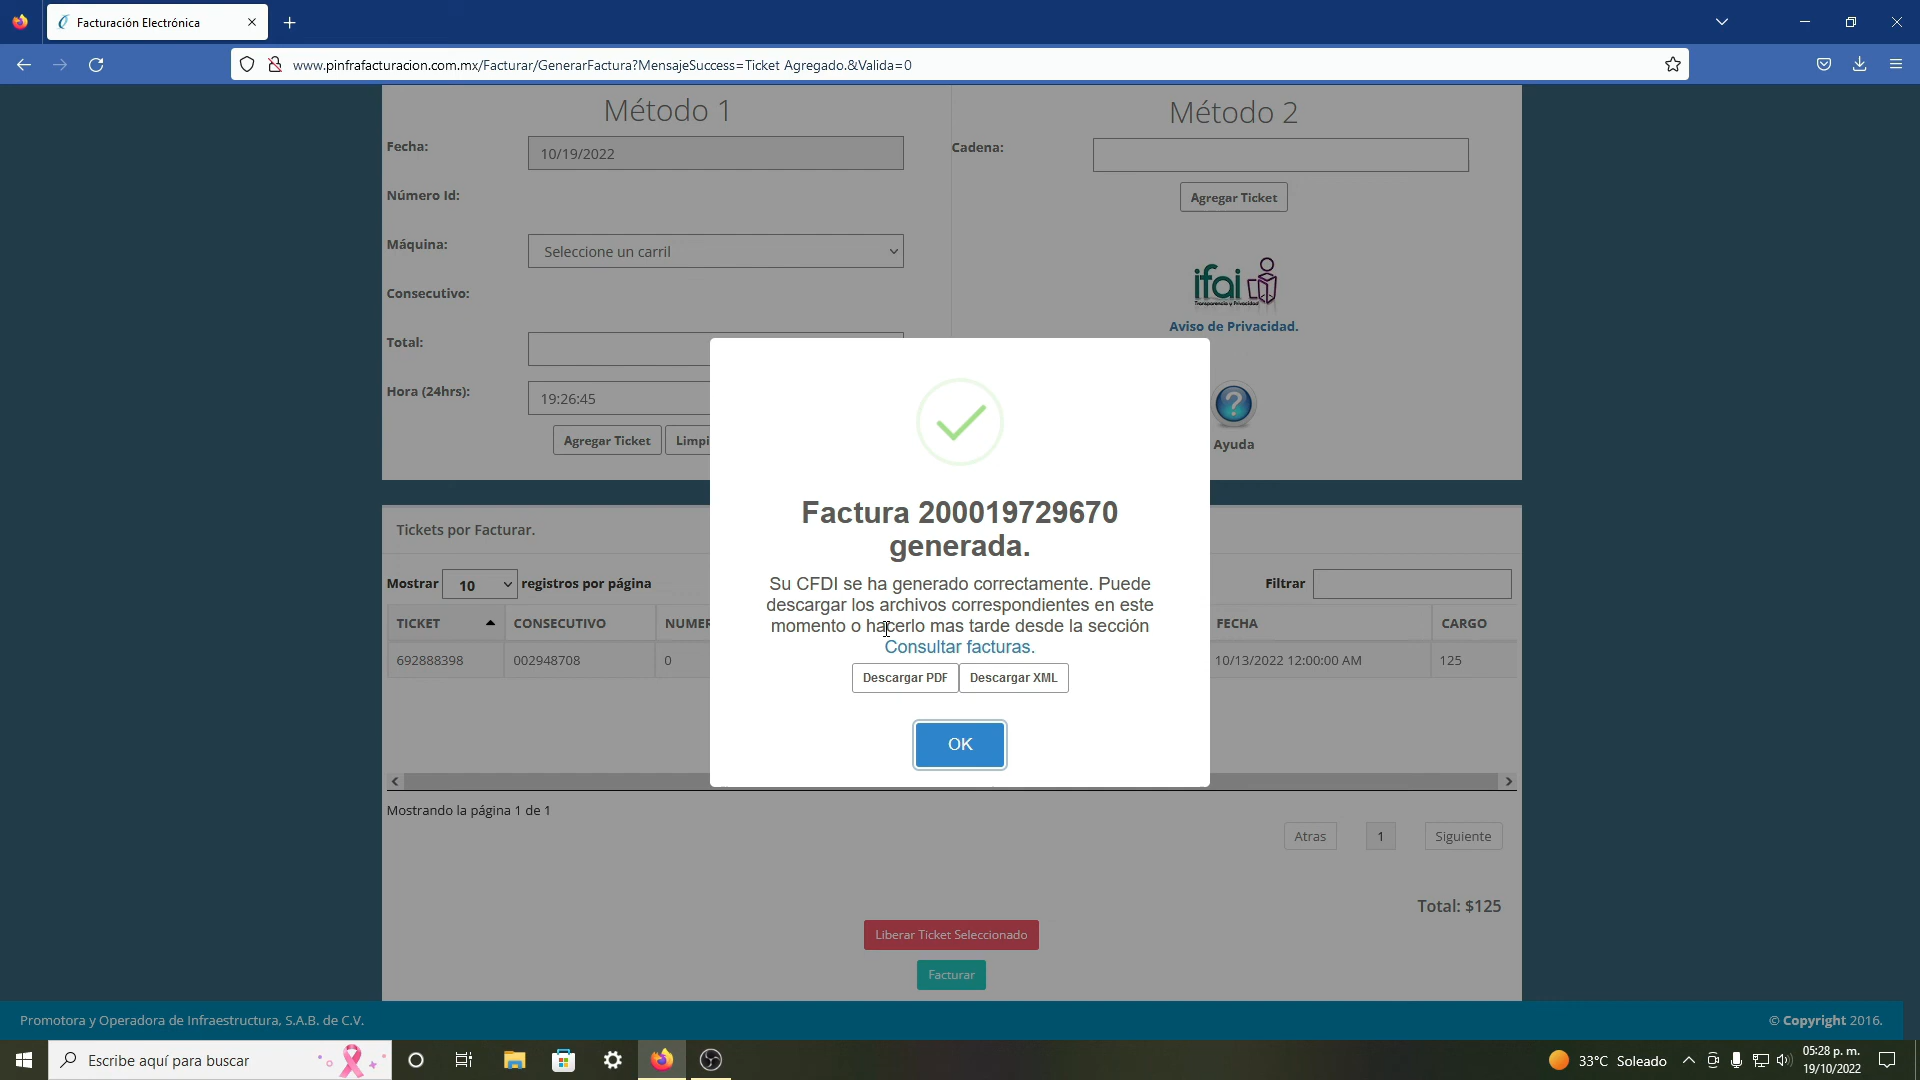 Facturación Electrónica
www.pinfrafacturacion.com.mx/Facturar/GenerarFactura?MensajeSuccess=Ticket Agregado.&Valida=0
Método 1
Método 2
Fecha:
10/19/2022
Cadena:
Número Id:
Agregar Ticket
Máquina:
Seleccione un carril
Consecutivo:
ifai
Transparencia y Privacidad
Aviso de Privacidad.
Total:
Hora (24hrs):
19:26:45
Agregar Ticket
Limpi
Ayuda
Factura 200019729670
generada.
Su CFDI se ha generado correctamente. Puede
descargar los archivos correspondientes en este
momento o hacerlo mas tarde desde la sección
Consultar facturas.
Descargar PDF
Descargar XML
OK
Tickets por Facturar.
Mostrar 10 registros por página
Filtrar
TICKET CONSECUTIVO NUMER FECHA CARGO
692888398 002948708 0 10/13/2022 12:00:00 AM 125
Mostrando la página 1 de 1
Atras 1 Siguiente
Total: $125
Liberar Ticket Seleccionado
Facturar
Promotora y Operadora de Infraestructura, S.A.B. de C.V.
© Copyright 2016.
Escribe aquí para buscar
33°C Soleado
05:28 p. m.
19/10/2022